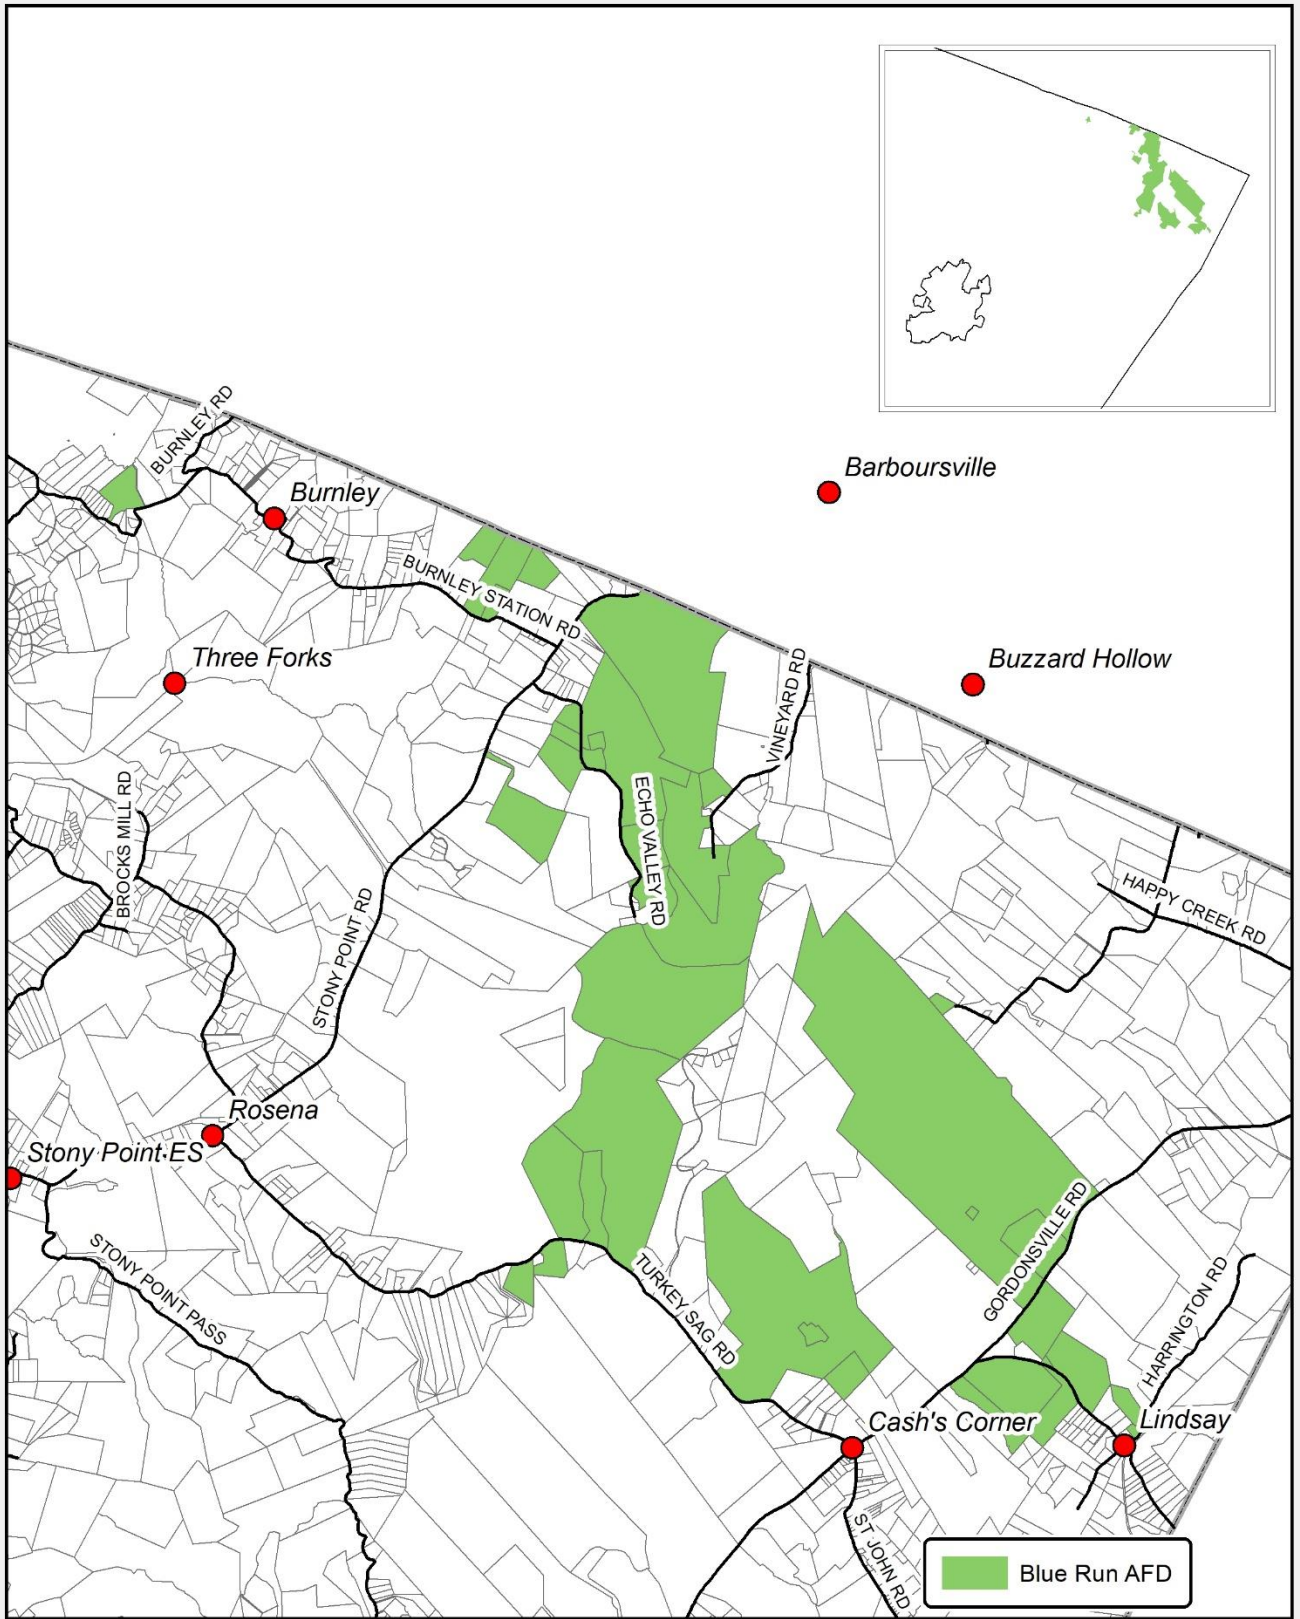 Barboursville
BURNLEY RD
Burnley
BURNLEY STATION RD
Three Forks
Buzzard Hollow
VINEYARD RD
BROCKS MILL RD
ECHO VALLEY RD
HAPPY CREEK RD
STONY POINT RD
Rosena
Stony Point ES
STONY POINT PASS
TURKEY SAG RD
GORDONSVILLE RD
HARRINGTON RD
Cash's Corner
Lindsay
ST JOHN RD
Blue Run AFD